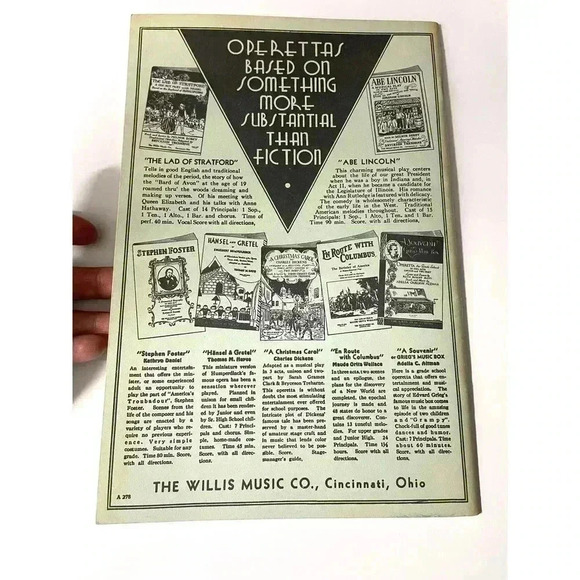 OPERETTAS
BASED ON
SOMETHING
MORE
SUBSTANTIAL
THAN
FICTION
THE LAD OF STRATFORD
ABE LINCOLN
"THE LAD OF STRATFORD"
Tells in good English and traditional
melodies of the period, the story of how
the "Bard of Avon" at the age of 19
roamed thru' the woods dreaming and
making up verses. Of his meeting with
Queen Elizabeth and his talks with Anne
Hathaway. Cast of 14 Principals: 1 Sop.,
1 Ten., 1 Alto., 1 Bar. and chorus. Time of
perf. 40 min. Vocal Score with all directions.
"ABE LINCOLN"
This charming musical play centers
about the life of our great President
when he was a boy in Indiana and, in
Act II, when he became a candidate for
the Legislature of Illinois. His romance
with Ann Rutledge is featured with delicacy.
The comedy is wholesomely characteristic
of the early life in the West. Traditional
American melodies throughout. Cast of 15
Principals: 1 Sop., 1 Ten., and 1 Bar.
Time 90 min. Score with all directions.
STEPHEN FOSTER
HÄNSEL and GRETEL
A CHRISTMAS CAROL
CHARLES DICKENS
EN ROUTE WITH
COLUMBUS
A SOUVENIR
"Stephen Foster"
Kathryn Daniel
An interesting entertainment
that offers the minister,
or some experienced
adult an opportunity to
play the part of "America's
Troubadour", Stephen
Foster. Scenes from the
life of the composer and his
songs are enacted by a
variety of players who require
no previous experience.
Very simple
costumes. Suitable for any
grade. Time 80 min. Score,
with all directions.
"Hänsel & Gretel"
Thomas M. Flaves
This miniature version
of Humperdinck's famous
opera has been a
sensation wherever
played. Planned in
unison for small children
it has been rendered
by Junior and even
by Sr. High School children.
Cast: 7 Principals
and chorus. Simple,
home-made costumes.
Time 45 min.
Score, with all directions.
"A Christmas Carol"
Charles Dickens
Adapted as a musical play
in 3 acts, unison and two-part
by Sarah Grames
Clark & Bryceson Treharne.
This operetta is without
doubt the most stimulating
entertainment ever offered
for school purposes. The
intricate plot of Dickens'
famous tale has been preserved
by a master-hand
of amateur stage craft and
in music that lends color
never believed to be possible.
Score, Stage-
manager's guide,
"En Route
with Columbus"
Maude Orita Wallace
In three acts, two scenes
and an epilogue, the
plans for the discovery
of a New World are
completed, the epochal
journey is made and
48 states do honor to a
great discoverer. Contains
13 tuneful melodies.
For upper grades
and Junior High. 24
Principals. Time 1½
hours. Score with all
directions.
"A Souvenir"
or GRIEG'S MUSIC BOX
Adelia C. Altman
Here is a grade school
operetta that offers entertainment
and musical
appreciation. The memory
of Edvard Grieg's
famous music box comes
to life in the amusing
episode of two children
and "Grampy".
Chock-full of good tunes
dances and humor.
Cast: 7 Principals. Time
about 60 minutes.
Score with all directions.
A 278
THE WILLIS MUSIC CO., Cincinnati, Ohio